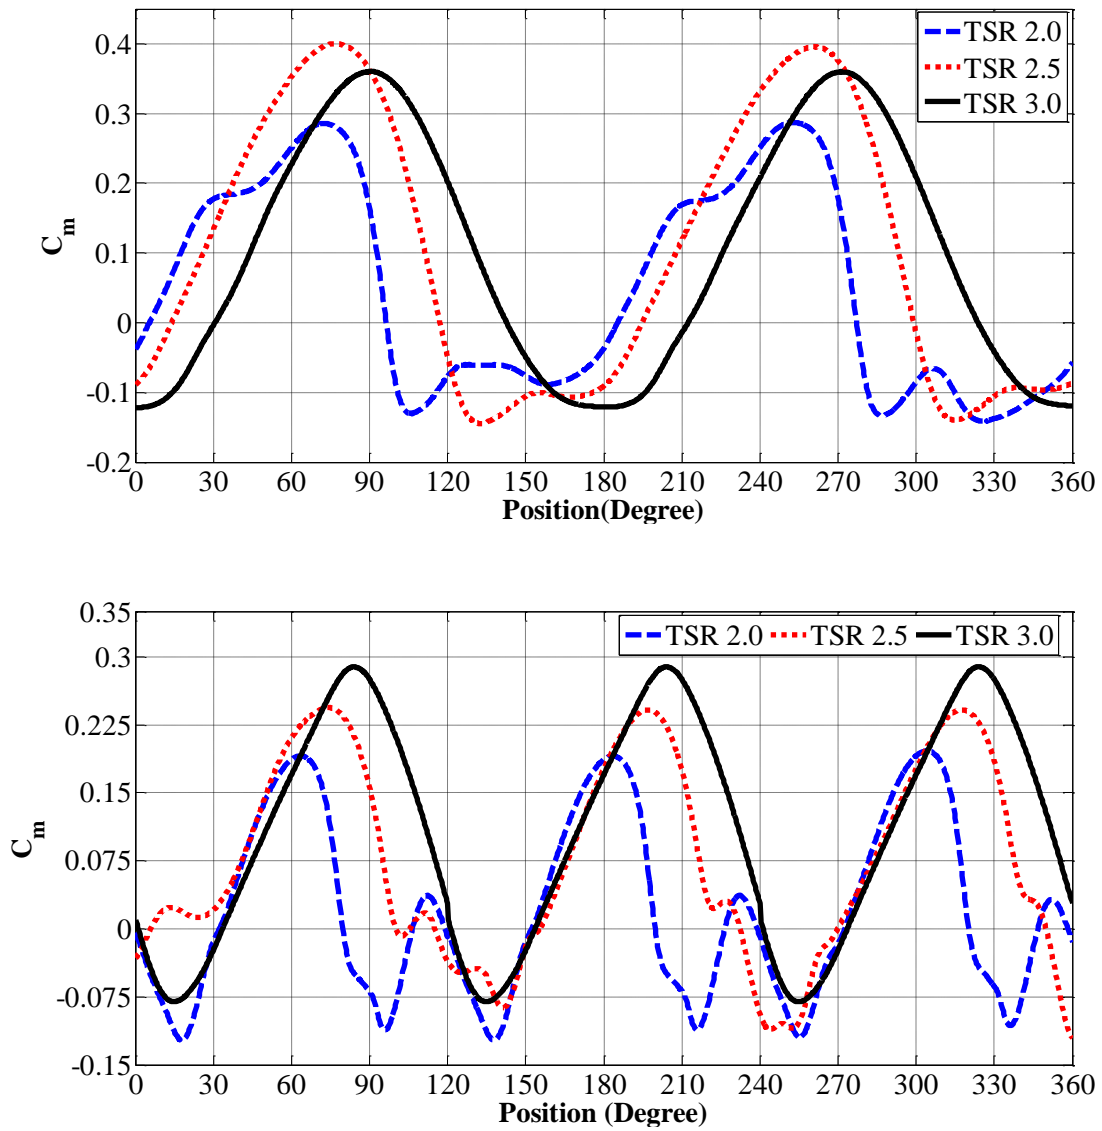 0.4
0.3
0.2
0.1
0
-0.1
-0.2
C_m
TSR 2.0
TSR 2.5
TSR 3.0
0 30 60 90 120 150 180 210 240 270 300 330 360
Position(Degree)
0.35
0.3
0.225
0.15
0.075
0
-0.075
-0.15
C_m
TSR 2.0 TSR 2.5 TSR 3.0
0 30 60 90 120 150 180 210 240 270 300 330 360
Position (Degree)